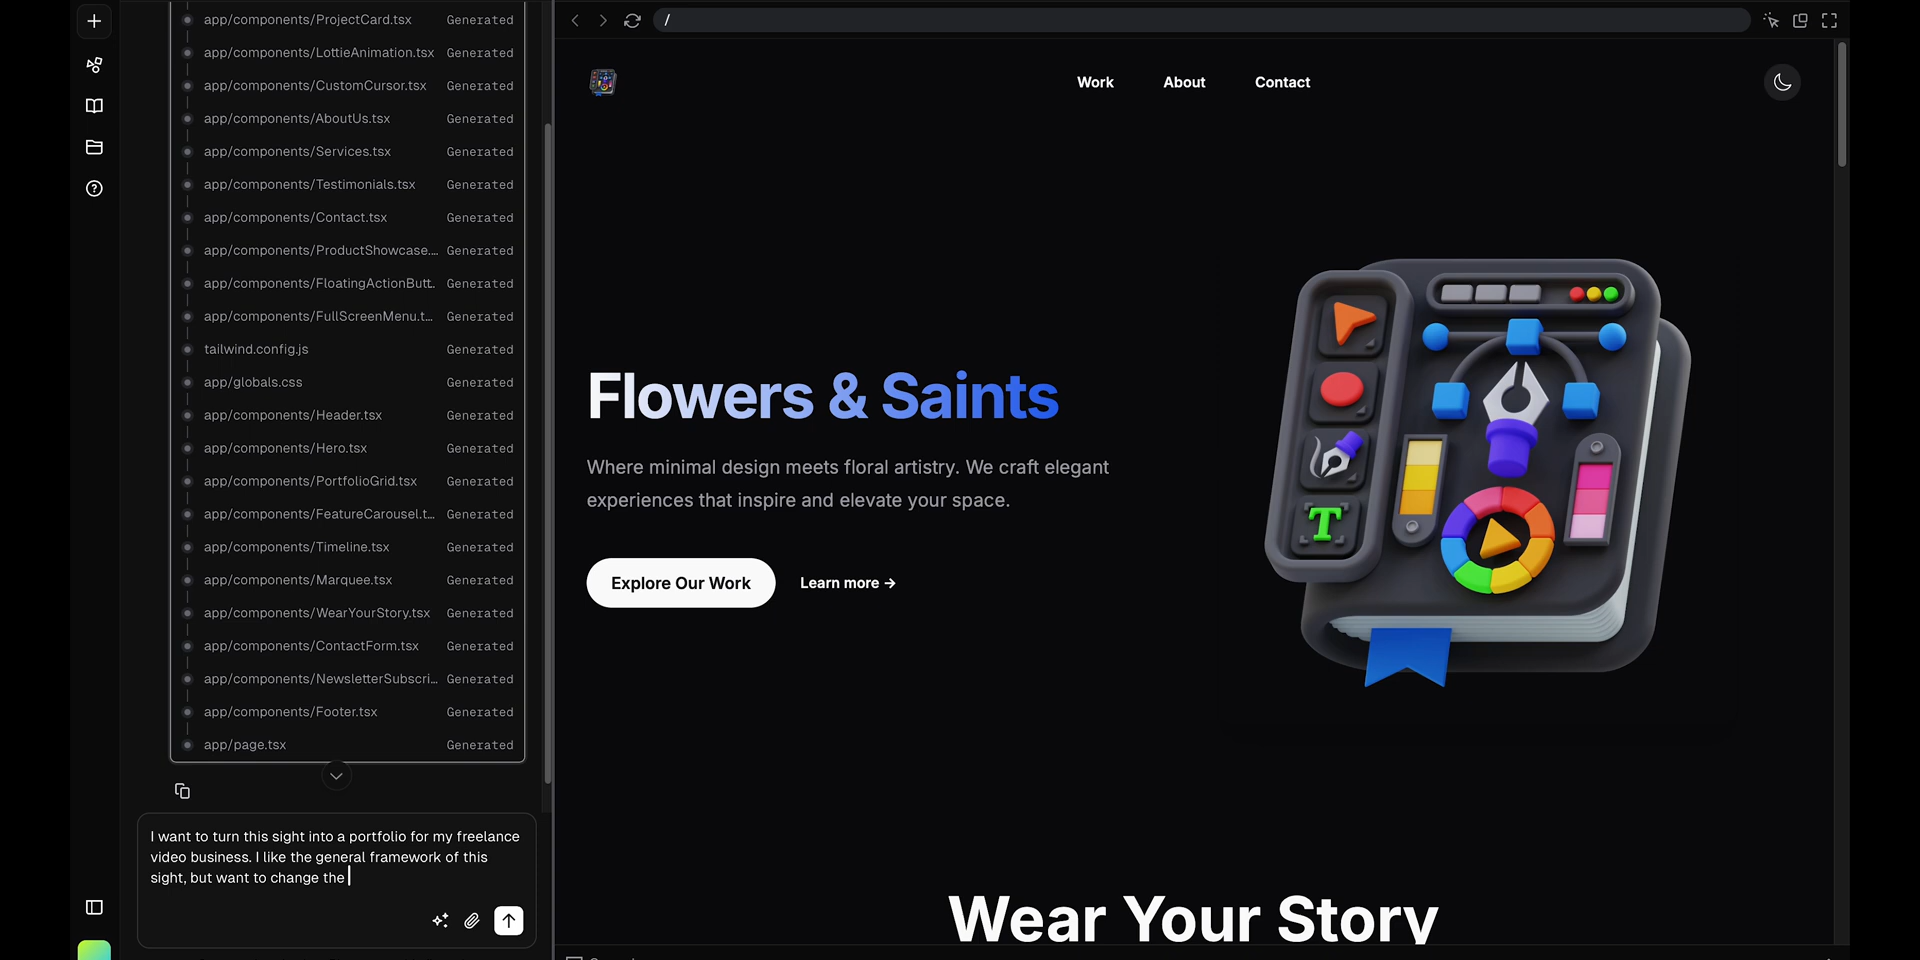 app/components/ProjectCard.tsx Generated
app/components/LottieAnimation.tsx Generated
app/components/CustomCursor.tsx Generated
app/components/AboutUs.tsx Generated
app/components/Services.tsx Generated
app/components/Testimonials.tsx Generated
app/components/Contact.tsx Generated
app/components/ProductShowcase.... Generated
app/components/FloatingActionButt.. Generated
app/components/FullScreenMenu.t... Generated
tailwind.config.js Generated
app/globals.css Generated
app/components/Header.tsx Generated
app/components/Hero.tsx Generated
app/components/PortfolioGrid.tsx Generated
app/components/FeatureCarousel.t... Generated
app/components/Timeline.tsx Generated
app/components/Marquee.tsx Generated
app/components/WearYourStory.tsx Generated
app/components/ContactForm.tsx Generated
app/components/NewsletterSubscri... Generated
app/components/Footer.tsx Generated
app/page.tsx Generated
I want to turn this sight into a portfolio for my freelance
video business. I like the general framework of this
sight, but want to change the
/
Work About Contact
Flowers & Saints
Where minimal design meets floral artistry. We craft elegant
experiences that inspire and elevate your space.
Explore Our Work Learn more →
T
Wear Your Story